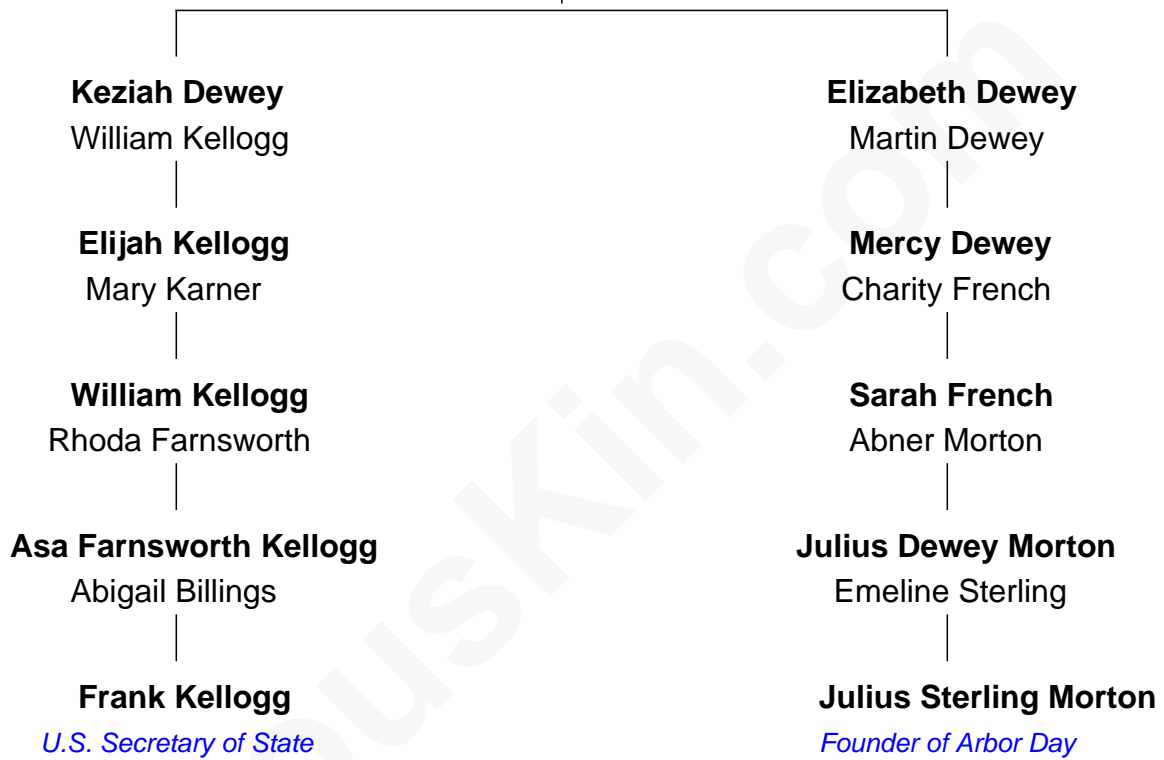 Keziah Dewey
William Kellogg
Elijah Kellogg
Mary Karner
William Kellogg
Rhoda Farnsworth
Asa Farnsworth Kellogg
Abigail Billings
Frank Kellogg
U.S. Secretary of State
Elizabeth Dewey
Martin Dewey
Mercy Dewey
Charity French
Sarah French
Abner Morton
Julius Dewey Morton
Emeline Sterling
Julius Sterling Morton
Founder of Arbor Day
ousKin.com